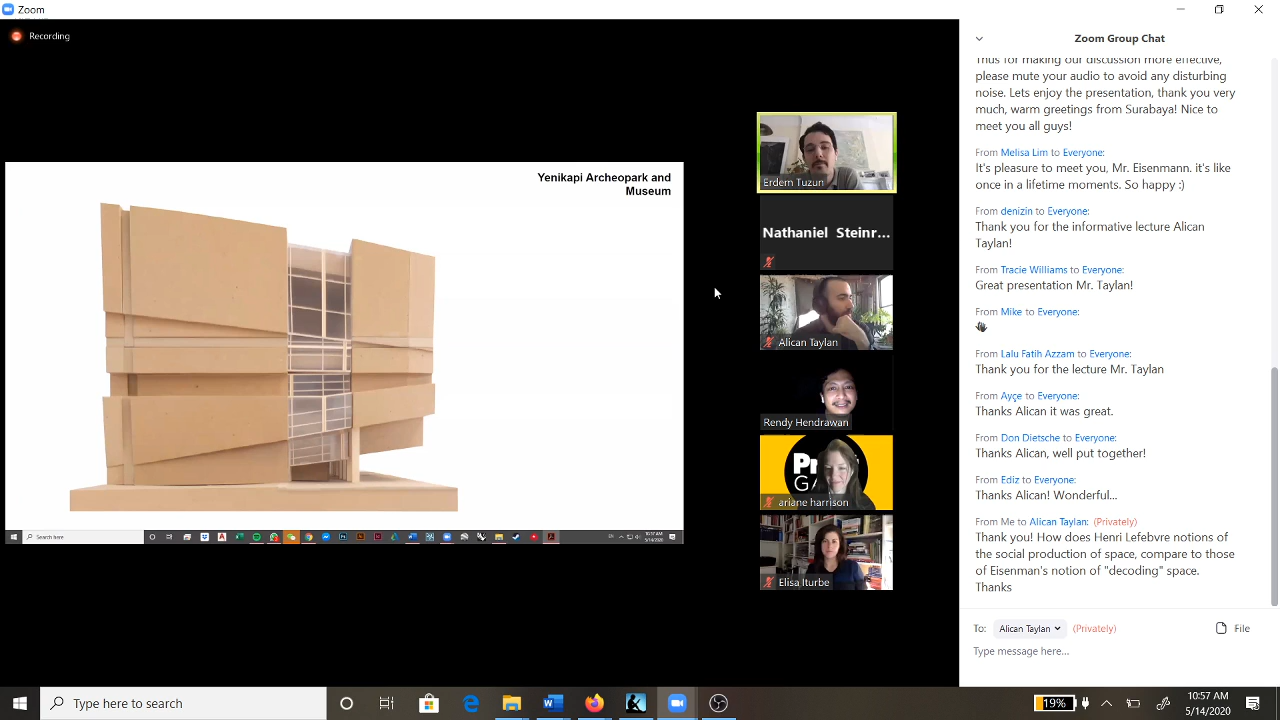 Zoom
Recording
Yenikapi Archeopark and
Museum
Search here
10:57 AM
5/14/2020
Erdem Tuzun
Nathaniel Steinr...
Alican Taylan
Rendy Hendrawan
ariane harrison
Elisa Iturbe
Zoom Group Chat
Thus for making our discussion more effective,
please mute your audio to avoid any disturbing
noise. Lets enjoy the presentation, thank you very
much, warm greetings from Surabaya! Nice to
meet you all guys!
From Melisa Lim to Everyone:
It's pleasure to meet you, Mr. Eisenmann. it's like
once in a lifetime moments. So happy :)
From denizin to Everyone:
Thank you for the informative lecture Alican
Taylan!
From Tracie Williams to Everyone:
Great presentation Mr. Taylan!
From Mike to Everyone:
From Lalu Fatih Azzam to Everyone:
Thank you for the lecture Mr. Taylan
From Ayçe to Everyone:
Thanks Alican it was great.
From Don Dietsche to Everyone:
Thanks Alican, well put together!
From Ediz to Everyone:
Thanks Alican! Wonderful...
From Me to Alican Taylan: (Privately)
Thank you! How does Henri Lefebvre notions of
the social production of space, compare to those
of Eisenman's notion of "decoding" space.
Thanks
To: Alican Taylan (Privately) File
Type message here...
Type here to search
19%
10:57 AM
5/14/2020